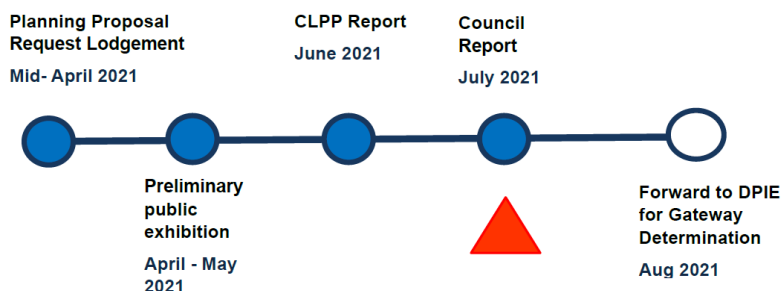 Planning Proposal
Request Lodgement
Mid- April 2021
Preliminary
public
exhibition
April - May
2021
CLPP Report
June 2021
Council
Report
July 2021
Forward to DPIE
for Gateway
Determination
Aug 2021